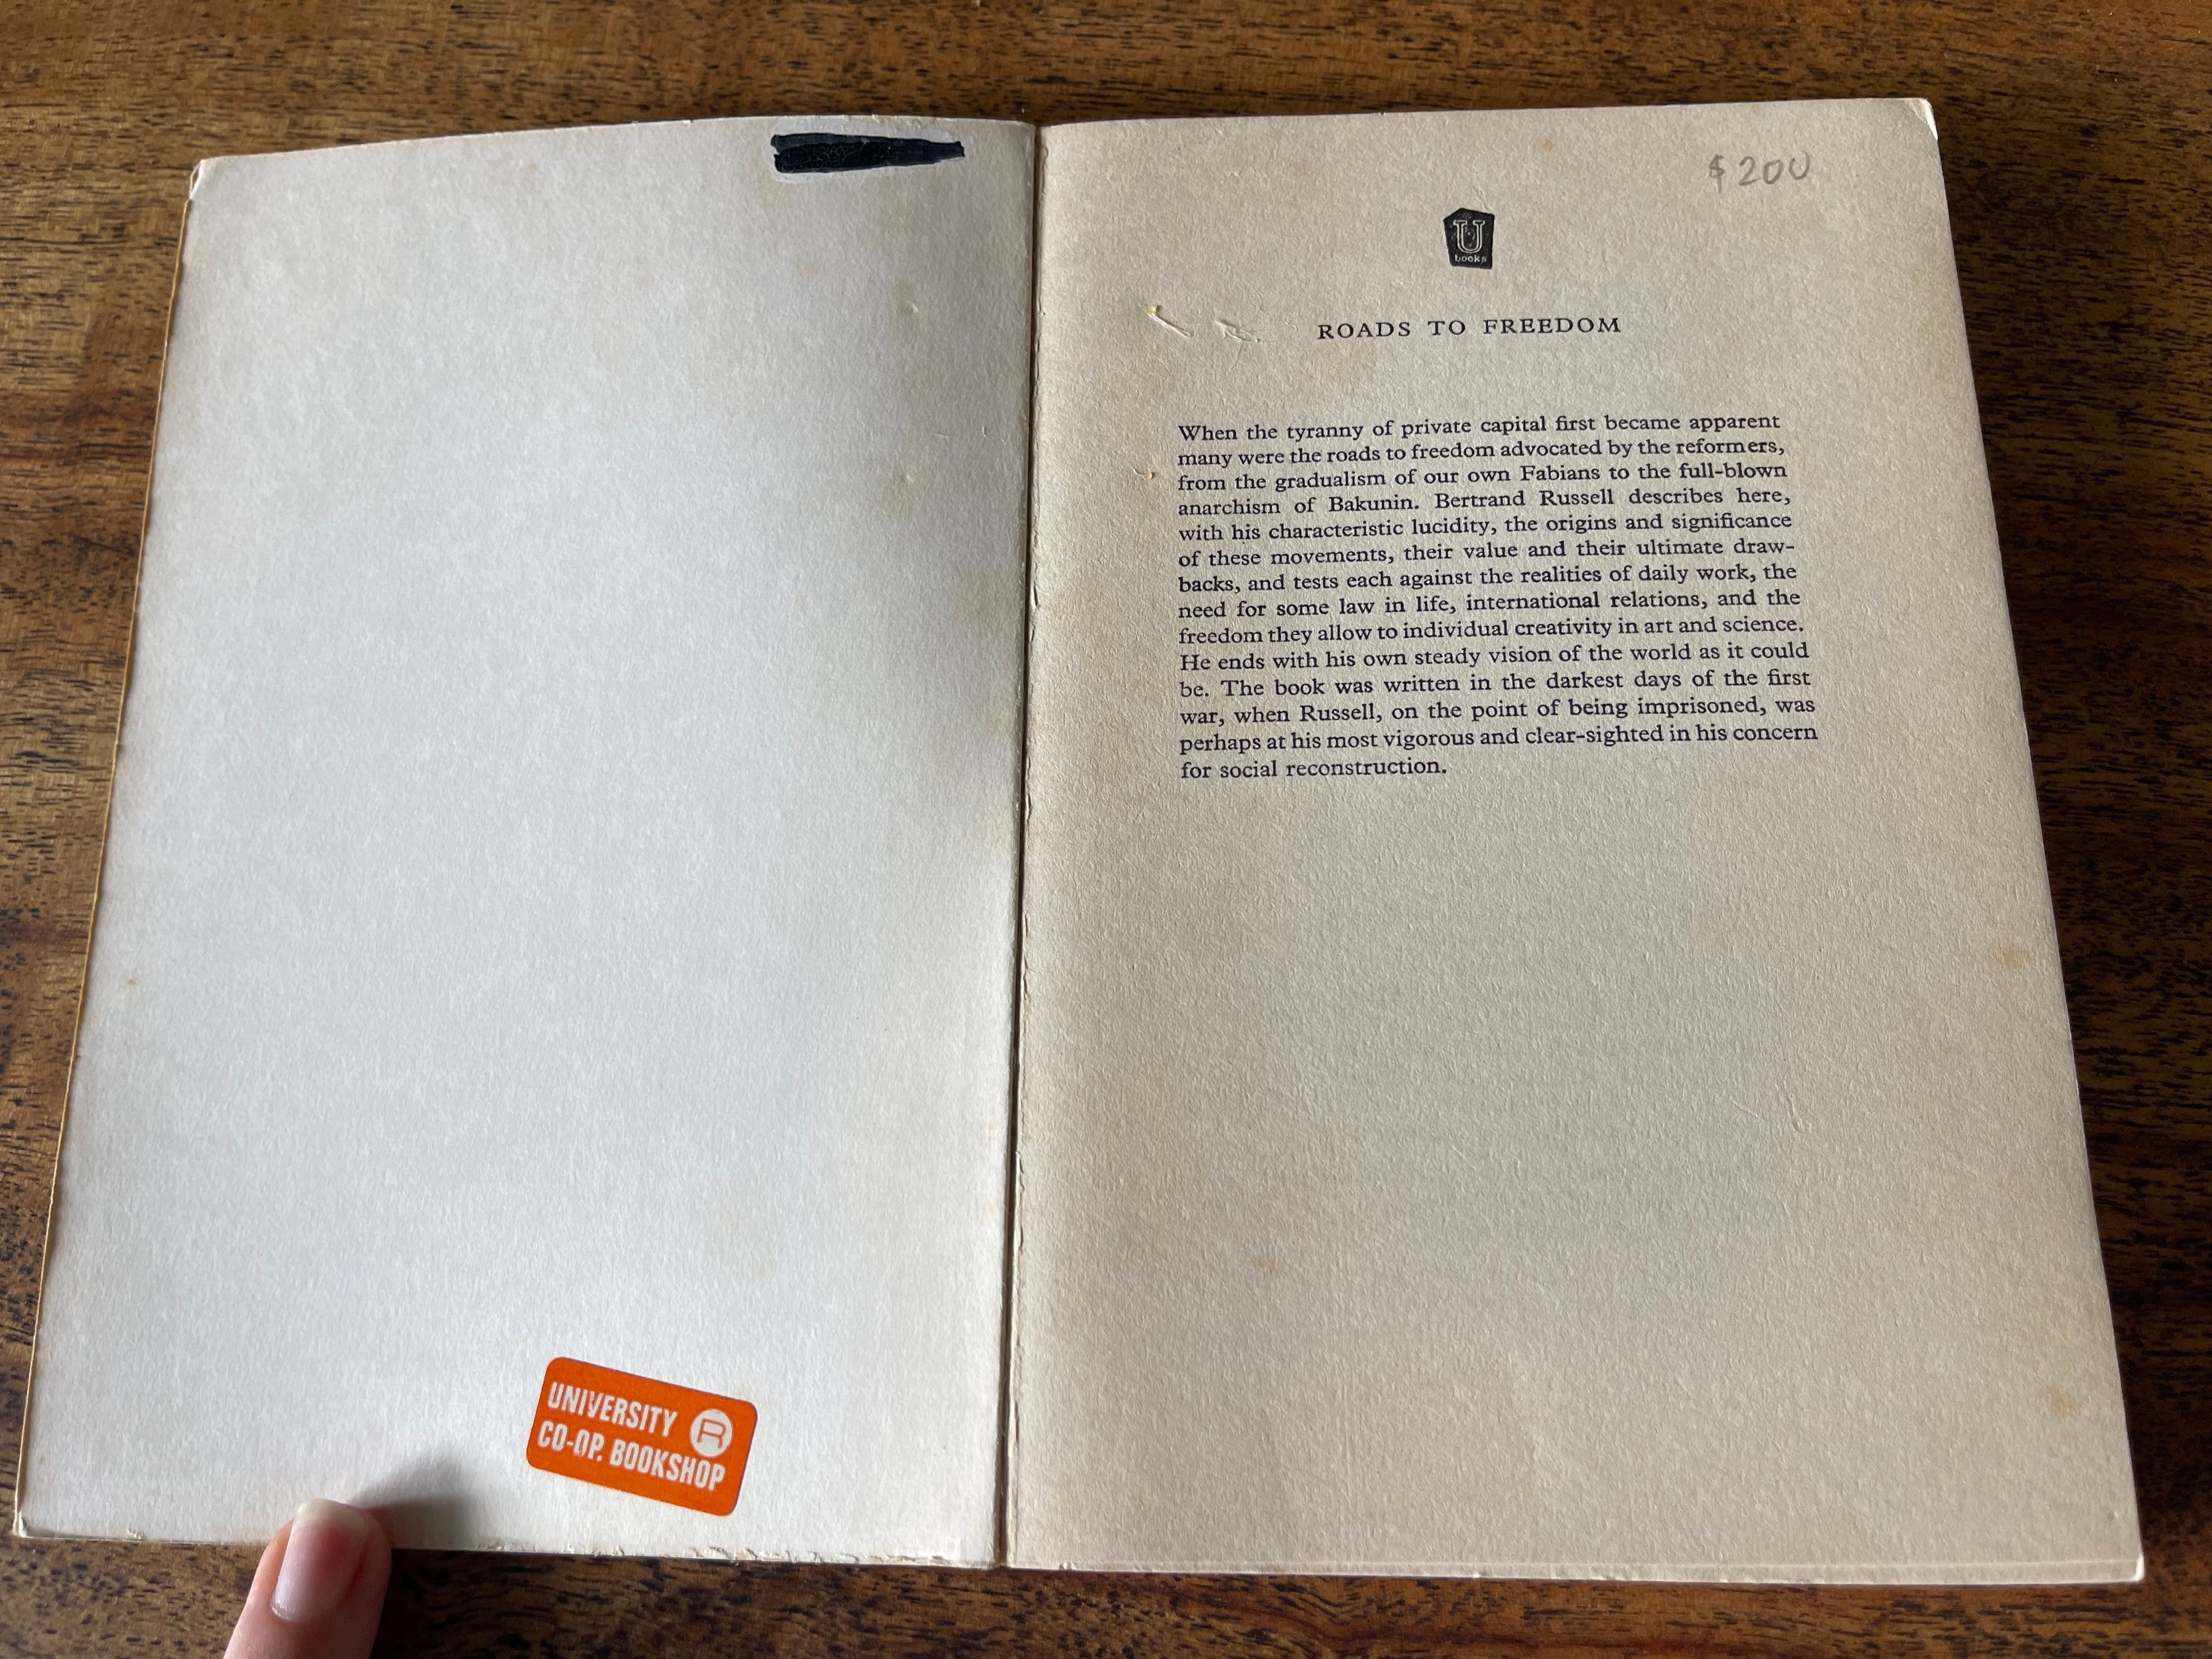 UNIVERSITY R
CO-OP. BOOKSHOP
$200
U
books
ROADS TO FREEDOM
When the tyranny of private capital first became apparent
many were the roads to freedom advocated by the reformers,
from the gradualism of our own Fabians to the full-blown
anarchism of Bakunin. Bertrand Russell describes here,
with his characteristic lucidity, the origins and significance
of these movements, their value and their ultimate draw-
backs, and tests each against the realities of daily work, the
need for some law in life, international relations, and the
freedom they allow to individual creativity in art and science.
He ends with his own steady vision of the world as it could
be. The book was written in the darkest days of the first
war, when Russell, on the point of being imprisoned, was
perhaps at his most vigorous and clear-sighted in his concern
for social reconstruction.